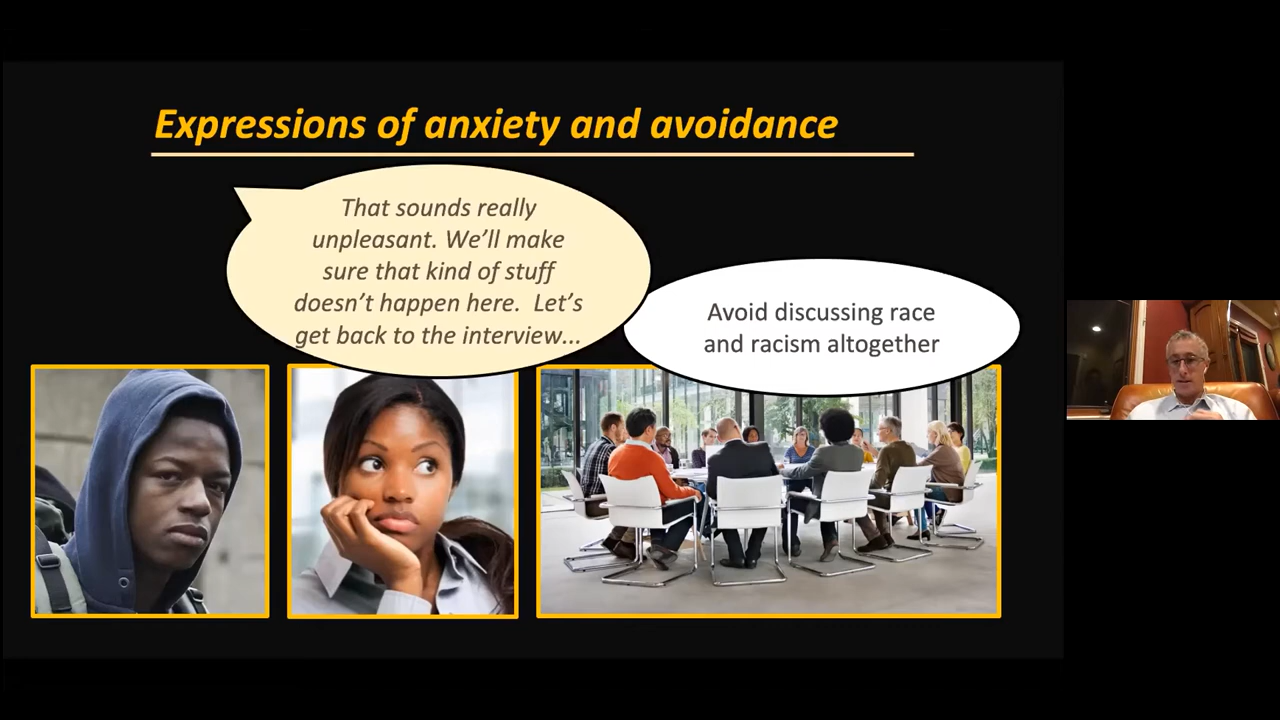 Expressions of anxiety and avoidance
That sounds really
unpleasant. We’ll make
sure that kind of stuff
doesn’t happen here.  Let’s
get back to the interview...
Avoid discussing race
and racism altogether